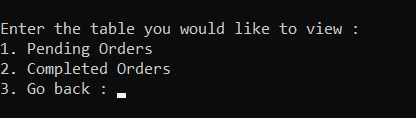 Enter the table you would like to view :
1. Pending Orders
2. Completed Orders
3. Go back :